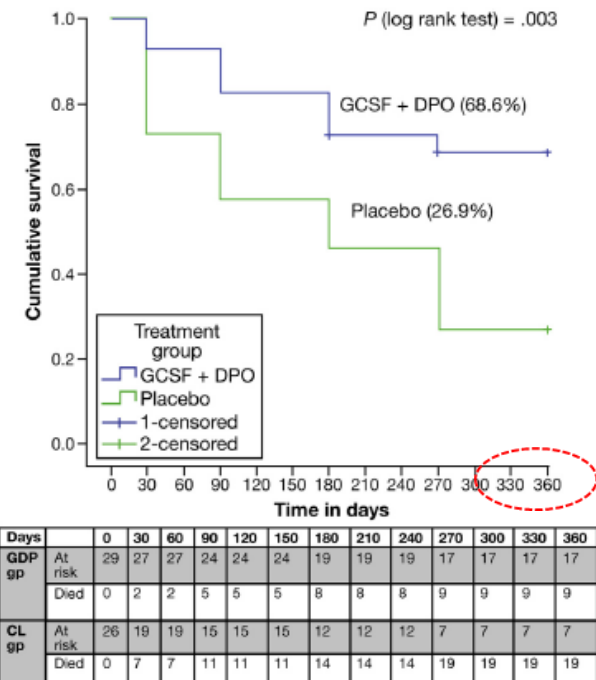 P (log rank test) = .003
1.0
0.8
0.6
0.4
0.2
0.0
Cumulative survival
GCSF + DPO (68.6%)
Placebo (26.9%)
Treatment
group
GCSF + DPO
Placebo
1-censored
2-censored
0 30 60 90 120 150 180 210 240 270 300 330 360
Time in days
Days 0 30 60 90 120 150 180 210 240 270 300 330 360
GDP gp At risk 29 27 27 24 24 24 19 19 19 17 17 17 17
Died 0 2 2 5 5 5 8 8 8 9 9 9 9
CL gp At risk 26 19 19 15 15 15 12 12 12 7 7 7 7
Died 0 7 7 11 11 11 14 14 14 19 19 19 19